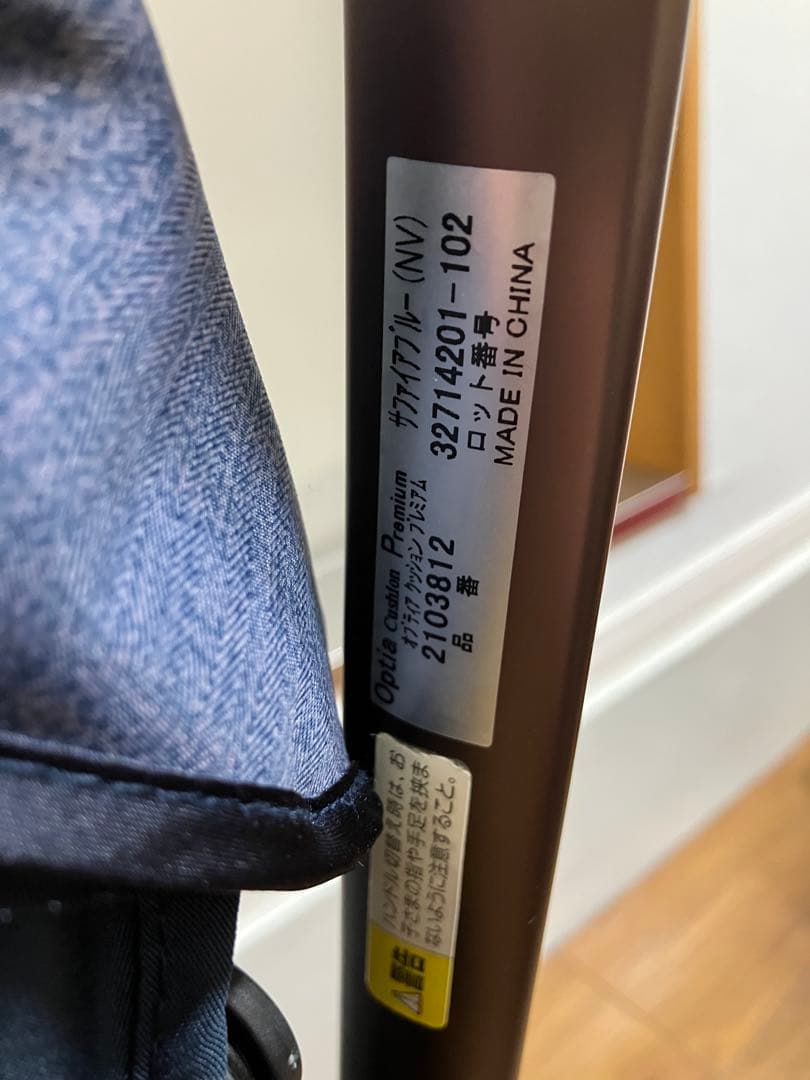 Optia Cushion Premium サファイアブルー(NV)
オプティア クッション プレミアム
2103812 32714201-102
品 番 ロット番号
MADE IN CHINA
警告
ハンドル切替え時は、お
子さまの指や手足を挟ま
ないように注意すること。